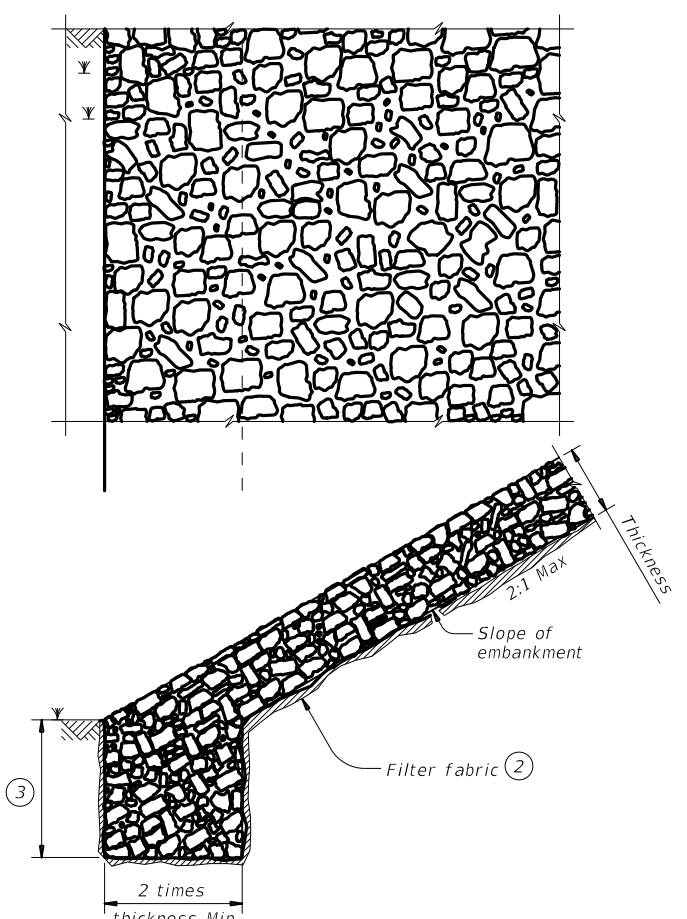 Thickness
2:1 Max
Slope of
embankment
Filter fabric 2
3
2 times
thickness Min